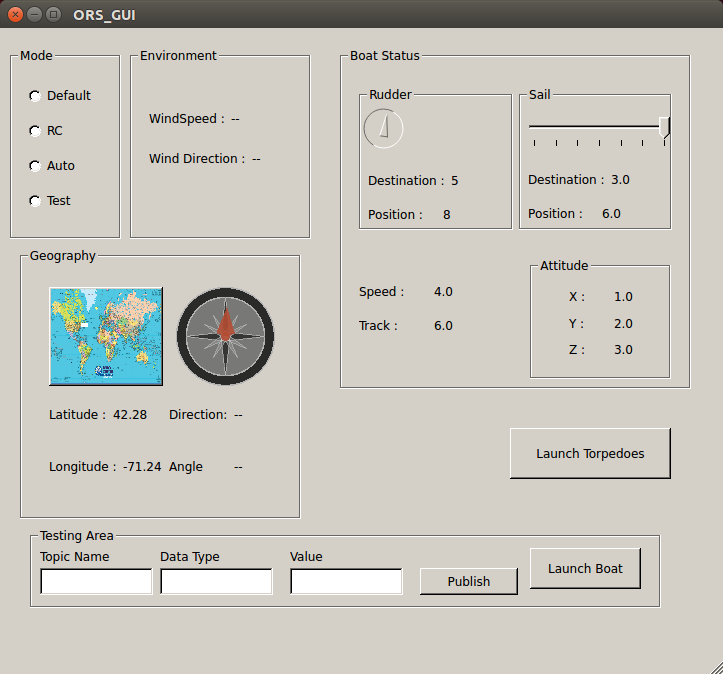 ORS_GUI
Mode
Default
RC
Auto
Test
Environment
WindSpeed : --
Wind Direction : --
Boat Status
Rudder
Destination : 5
Position : 8
Sail
Destination : 3.0
Position : 6.0
Speed : 4.0
Track : 6.0
Attitude
X : 1.0
Y : 2.0
Z : 3.0
Geography
Latitude : 42.28 Direction: --
Longitude : -71.24 Angle --
Launch Torpedoes
Testing Area
Topic Name Data Type Value
Publish
Launch Boat